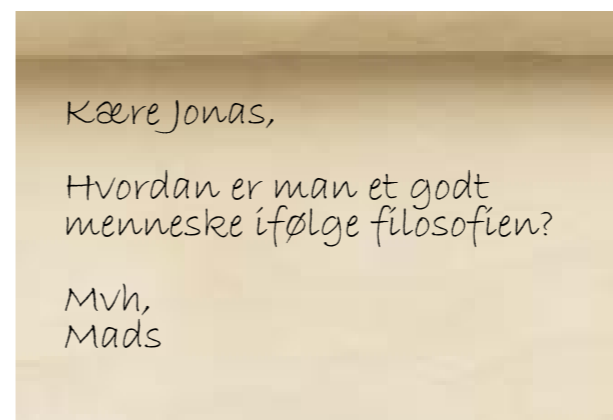 Kære Jonas,
Hvordan er man et godt
menneske ifølge filosofien?
Mvh,
Mads